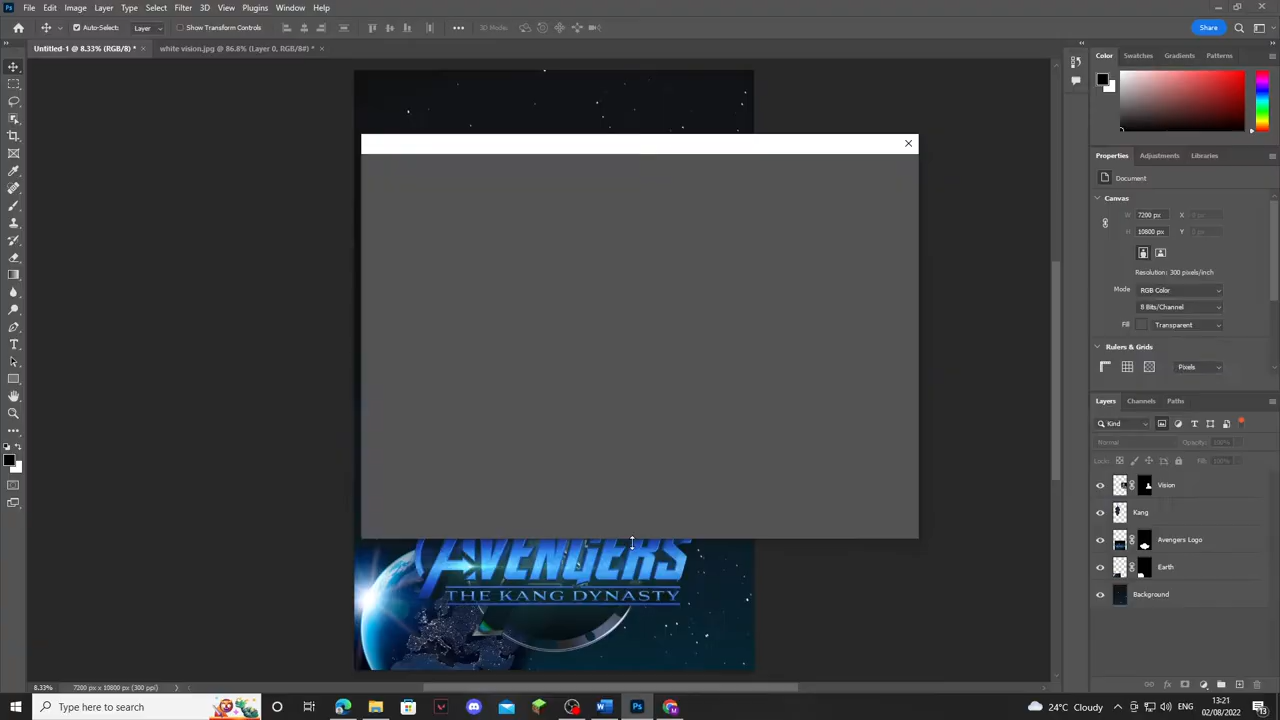 Ps File Edit Image Layer Type Select Filter 3D View Plugins Window Help
Auto-Select: Layer Show Transform Controls 3D Mode: Share
Untitled-1 @ 8.33% (RGB/8) * white vision.jpg @ 86.8% (Layer 0, RGB/8#) *
Color Swatches Gradients Patterns
Properties Adjustments Libraries
Document
Canvas
W 7200 px X
H 10800 px Y
Resolution: 300 pixels/inch
Mode RGB Color
8 Bits/Channel
Fill Transparent
Rulers & Grids
Pixels
Layers Channels Paths
Kind
Normal Opacity: 100%
Lock: Fill: 100%
Vision
Kang
Avengers Logo
Earth
Background
AVENGERS
THE KANG DYNASTY
8.33% 7200 px x 10800 px (300 ppi)
Type here to search
24°C Cloudy
13:21
02/08/2022